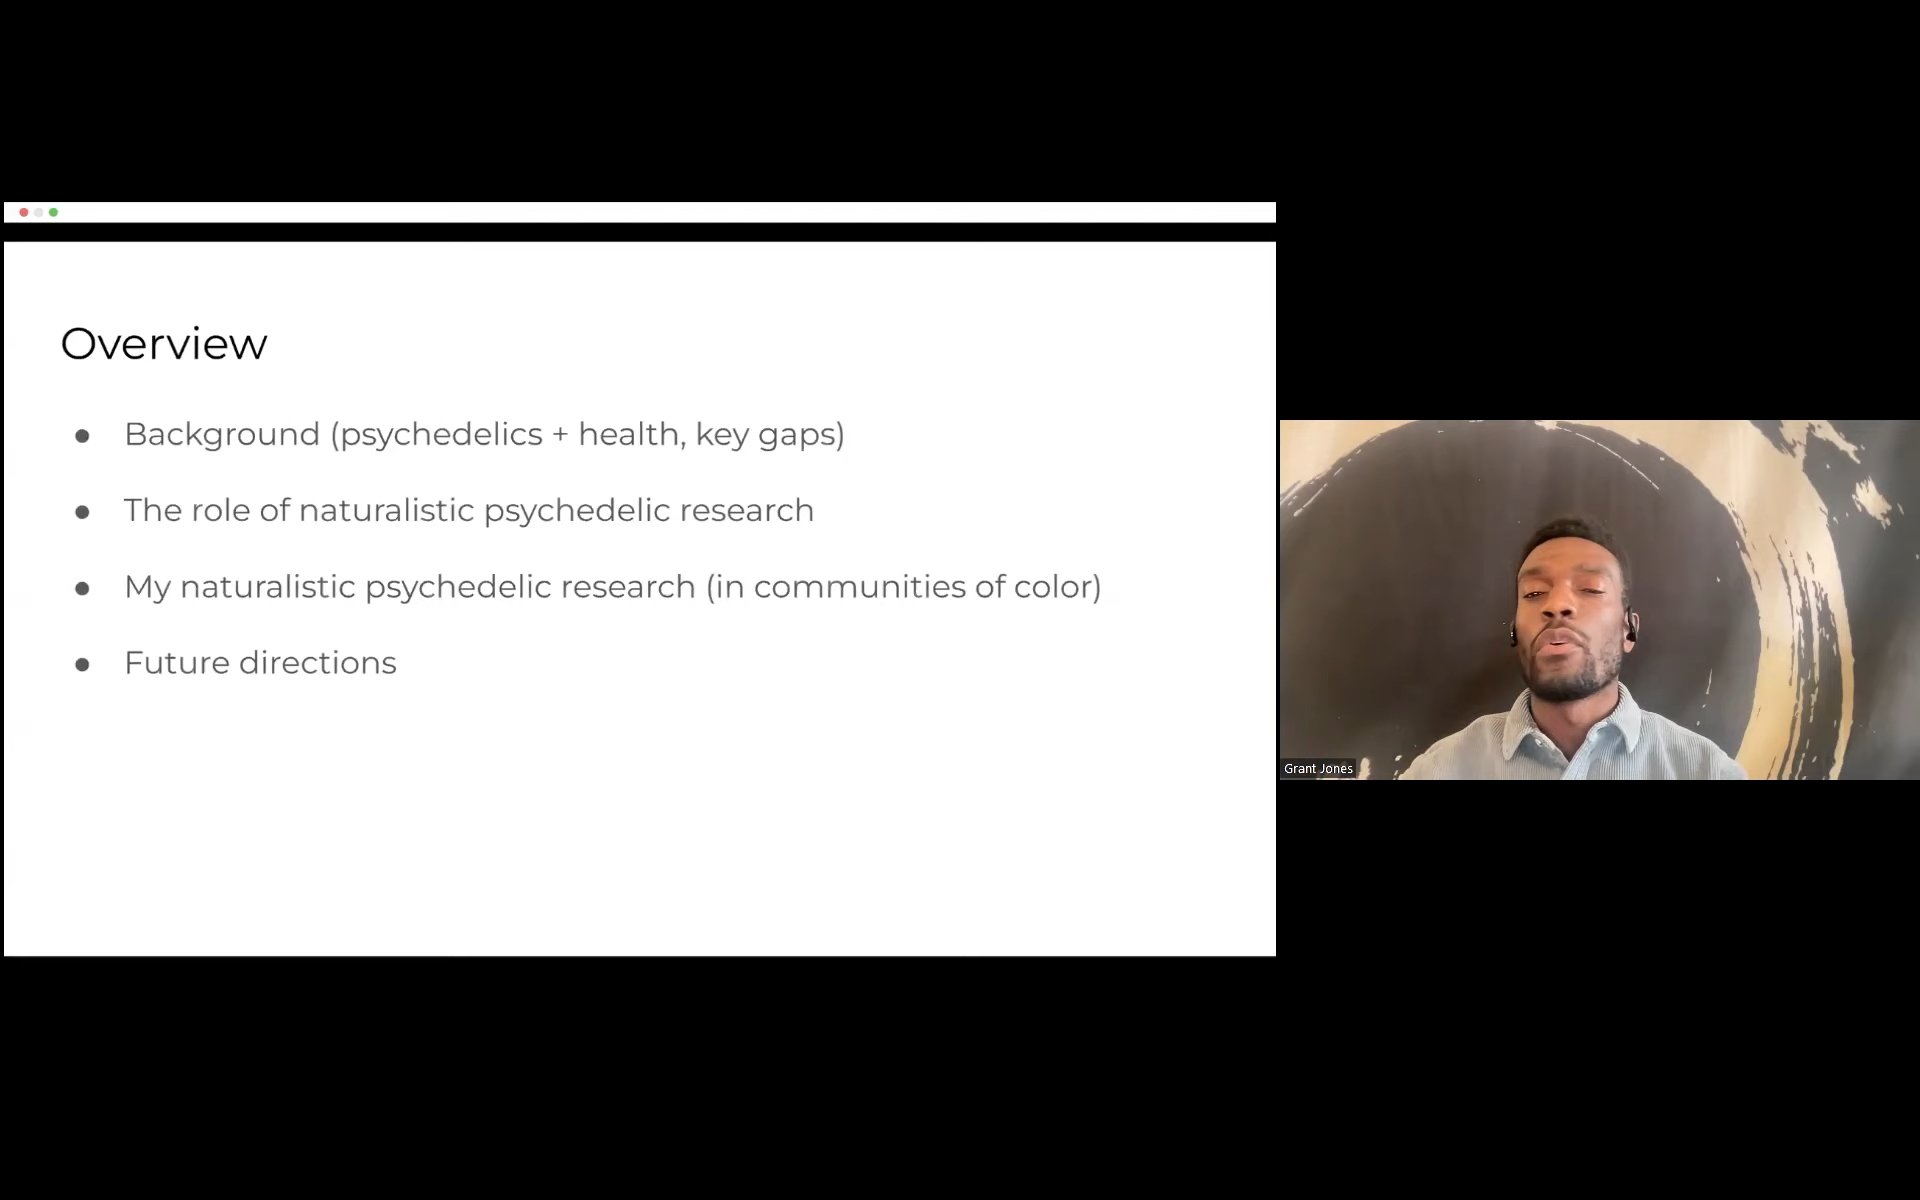 Overview
● Background (psychedelics + health, key gaps)
● The role of naturalistic psychedelic research
● My naturalistic psychedelic research (in communities of color)
● Future directions
Grant Jones